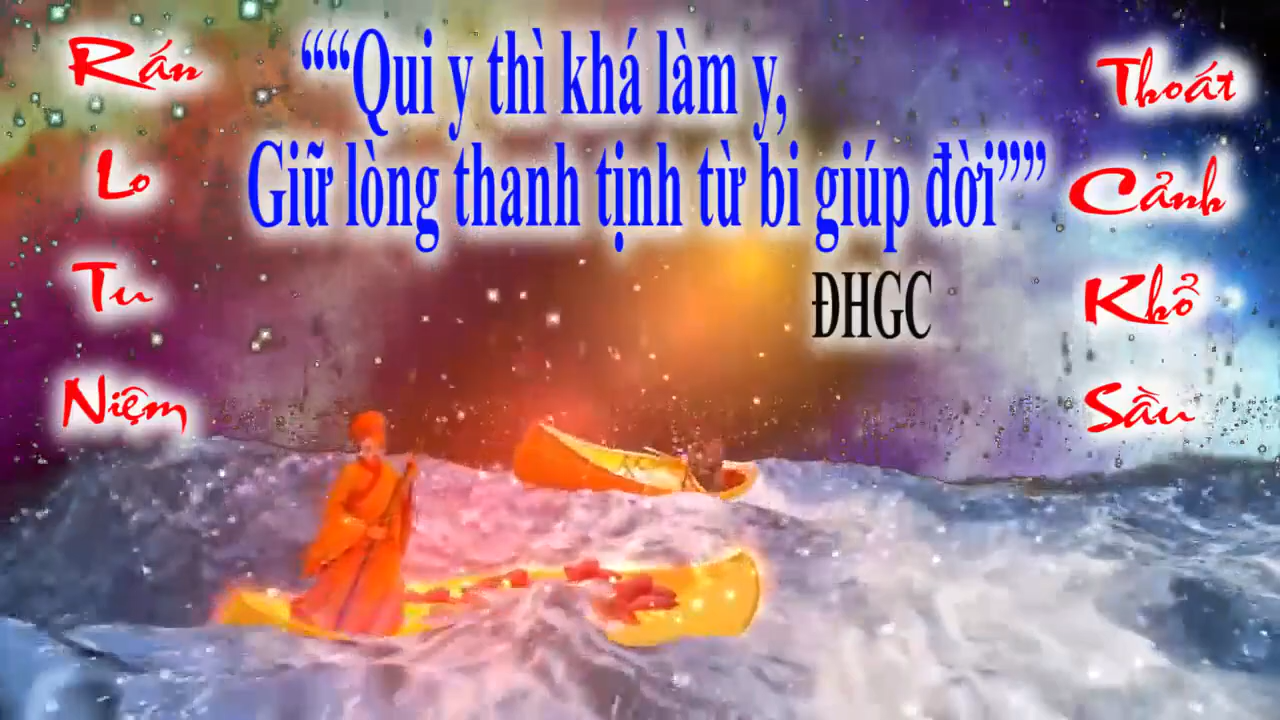 Rán
Lo
Tu
Niệm
““Qui y thì khá làm y,
Giữ lòng thanh tịnh từ bi giúp đời””
ĐHGC
Thoát
Cảnh
Khổ
Sầu